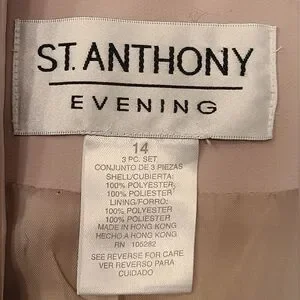 ST. ANTHONY
EVENING
14
3 PC. SET
CONJUNTO DE 3 PIEZAS
SHELL/CUBIERTA:
100% POLYESTER
100% POLIESTER
LINING/FORRO:
100% POLYESTER
100% POLIESTER
MADE IN HONG KONG
HECHO A HONG KONG
RN 105282
SEE REVERSE FOR CARE
VER REVERSO PARA
CUIDADO